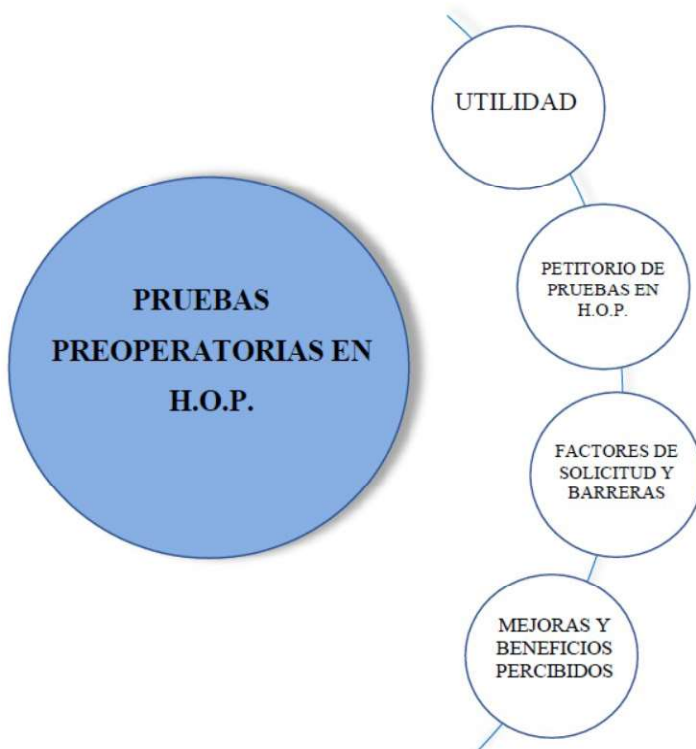 PRUEBAS
PREOPERATORIAS EN
H.O.P.
UTILIDAD
PETITORIO DE
PRUEBAS EN
H.O.P.
FACTORES DE
SOLICITUD Y
BARRERAS
MEJORAS Y
BENEFICIOS
PERCIBIDOS